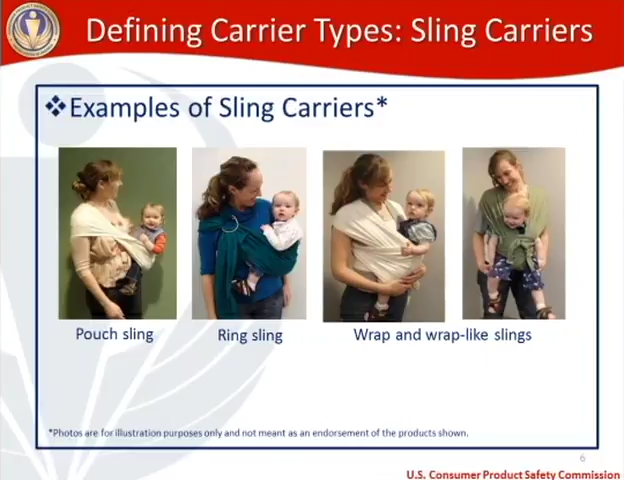 Defining Carrier Types: Sling Carriers
❖Examples of Sling Carriers*
Pouch sling
Ring sling
Wrap and wrap-like slings
*Photos are for illustration purposes only and not meant as an endorsement of the products shown.
6
U.S. Consumer Product Safety Commission